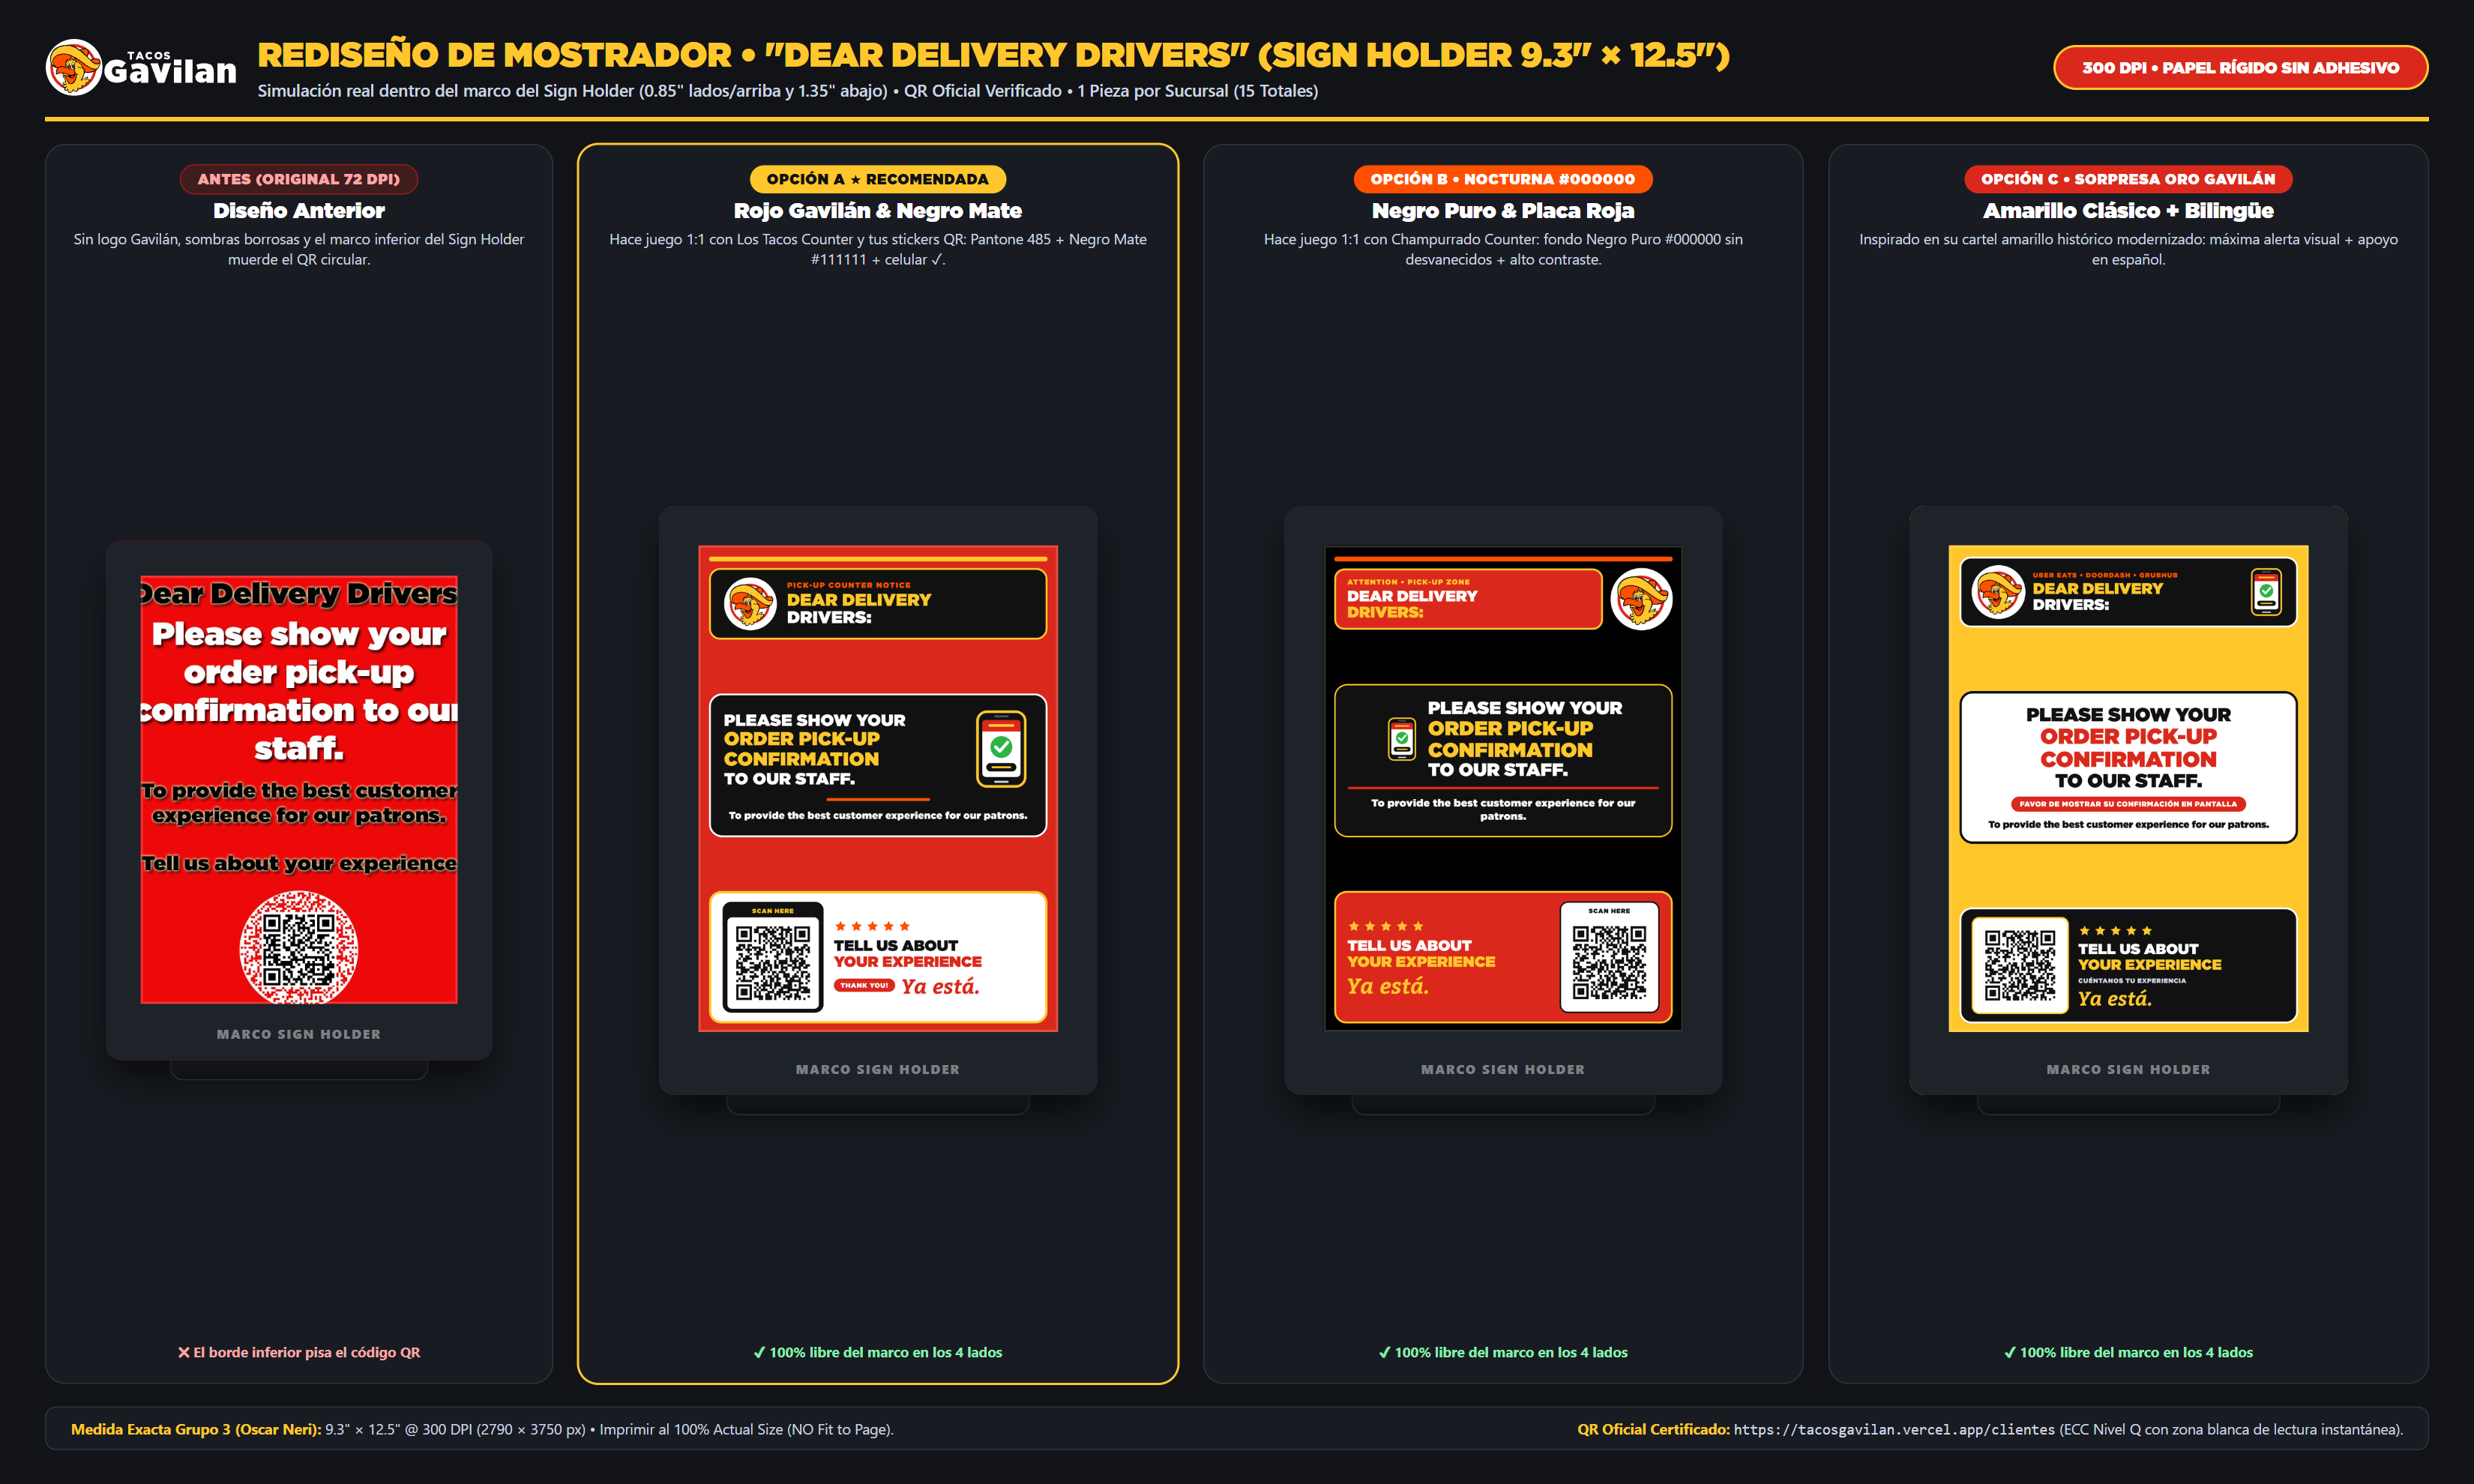 TACOS
Gavilan
REDISEÑO DE MOSTRADOR • "DEAR DELIVERY DRIVERS" (SIGN HOLDER 9.3" × 12.5")
Simulación real dentro del marco del Sign Holder (0.85" lados/arriba y 1.35" abajo) • QR Oficial Verificado • 1 Pieza por Sucursal (15 Totales)
300 DPI • PAPEL RÍGIDO SIN ADHESIVO
ANTES (ORIGINAL 72 DPI)
Diseño Anterior
Sin logo Gavilán, sombras borrosas y el marco inferior del Sign Holder
muerde el QR circular.
Dear Delivery Drivers
Please show your
order pick-up
confirmation to our
staff.
To provide the best customer
experience for our patrons.
Tell us about your experience
MARCO SIGN HOLDER
❌ El borde inferior pisa el código QR
OPCIÓN A ★ RECOMENDADA
Rojo Gavilán & Negro Mate
Hace juego 1:1 con Los Tacos Counter y tus stickers QR: Pantone 485 + Negro Mate
#111111 + celular ✓.
PICK-UP COUNTER NOTICE
DEAR DELIVERY
DRIVERS:
PLEASE SHOW YOUR
ORDER PICK-UP
CONFIRMATION
TO OUR STAFF.
To provide the best customer experience for our patrons.
SCAN HERE
★ ★ ★ ★ ★
TELL US ABOUT
YOUR EXPERIENCE
THANK YOU! Ya está.
MARCO SIGN HOLDER
✓ 100% libre del marco en los 4 lados
OPCIÓN B • NOCTURNA #000000
Negro Puro & Placa Roja
Hace juego 1:1 con Champurrado Counter: fondo Negro Puro #000000 sin
desvanecidos + alto contraste.
ATTENTION • PICK-UP ZONE
DEAR DELIVERY
DRIVERS:
PLEASE SHOW YOUR
ORDER PICK-UP
CONFIRMATION
TO OUR STAFF.
To provide the best customer experience for our
patrons.
★ ★ ★ ★ ★
TELL US ABOUT
YOUR EXPERIENCE
Ya está.
SCAN HERE
MARCO SIGN HOLDER
✓ 100% libre del marco en los 4 lados
OPCIÓN C • SORPRESA ORO GAVILÁN
Amarillo Clásico + Bilingüe
Inspirado en su cartel amarillo histórico modernizado: máxima alerta visual + apoyo
en español.
UBER EATS • DOORDASH • GRUBHUB
DEAR DELIVERY
DRIVERS:
PLEASE SHOW YOUR
ORDER PICK-UP
CONFIRMATION
TO OUR STAFF.
FAVOR DE MOSTRAR SU CONFIRMACIÓN EN PANTALLA
To provide the best customer experience for our patrons.
★ ★ ★ ★ ★
TELL US ABOUT
YOUR EXPERIENCE
CUÉNTANOS TU EXPERIENCIA
Ya está.
MARCO SIGN HOLDER
✓ 100% libre del marco en los 4 lados
Medida Exacta Grupo 3 (Oscar Neri): 9.3" × 12.5" @ 300 DPI (2790 × 3750 px) • Imprimir al 100% Actual Size (NO Fit to Page).
QR Oficial Certificado: https://tacosgavilan.vercel.app/clientes (ECC Nivel Q con zona blanca de lectura instantánea).